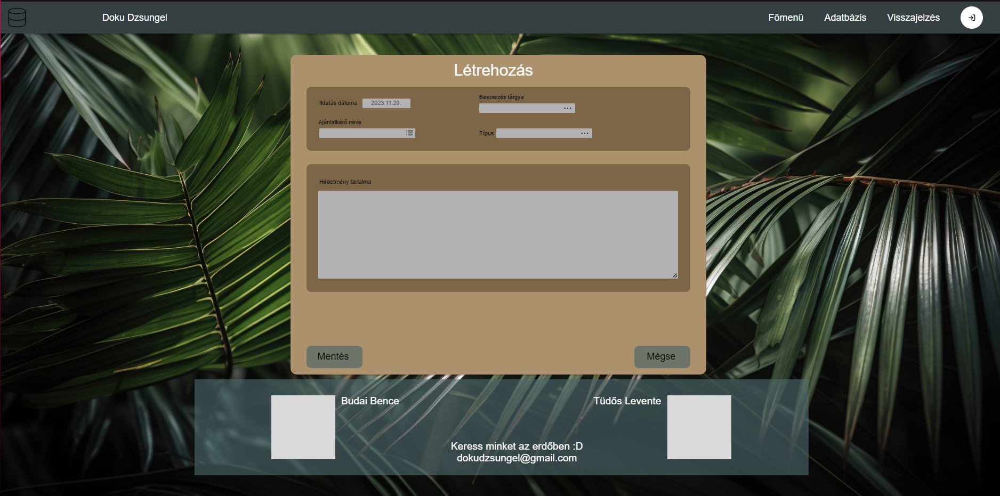 Doku Dzsungel
Főmenü
Adatbázis
Visszajelzés
Létrehozás
Iktatás dátuma
2023.11.20.
Beszerzés tárgya
...
Ajánlatkérő neve
Típus
...
Hirdetmény tartalma
Mentés
Mégse
Budai Bence
Tüdős Levente
Keress minket az erdőben :D
dokudzsungel@gmail.com